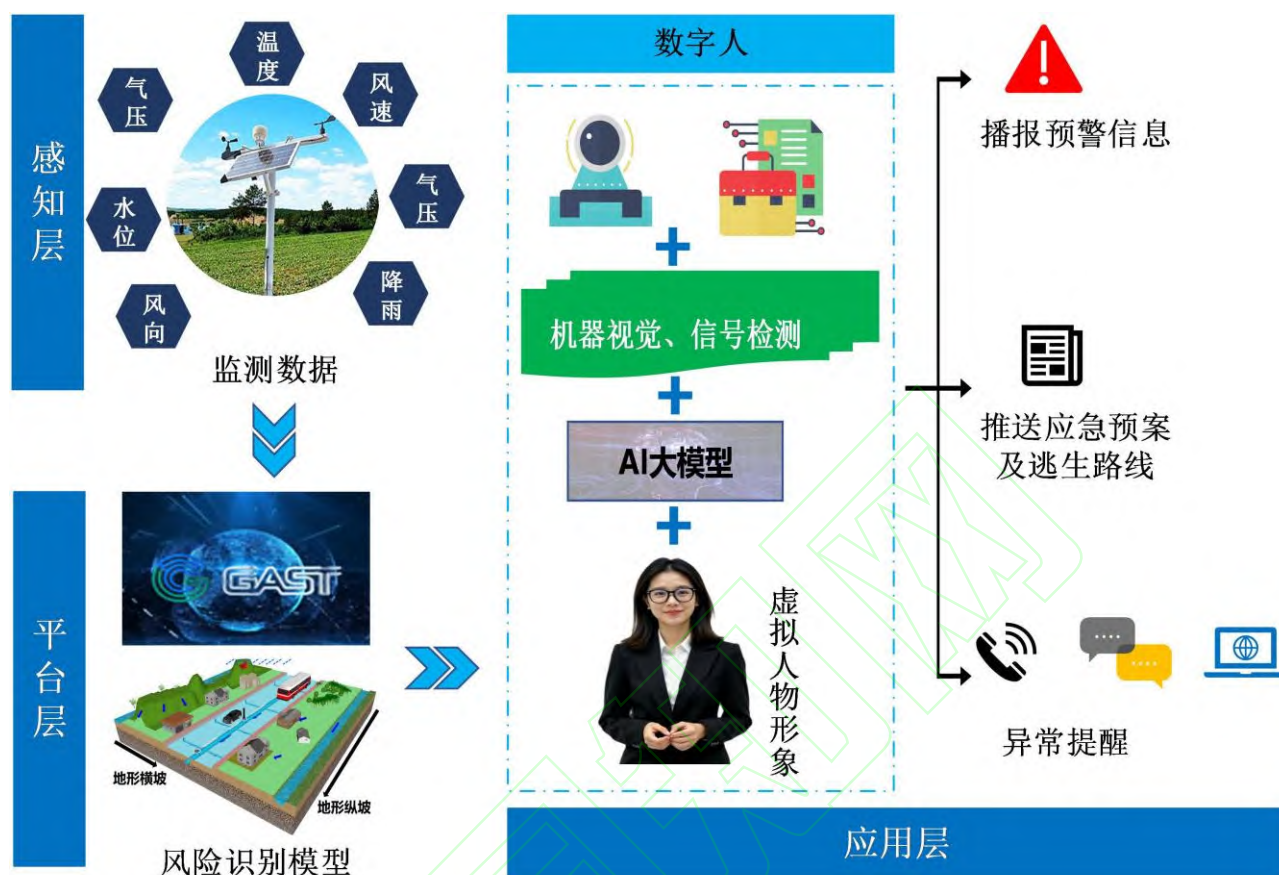 感知层
温度
气压
风速
水位
气压
风向
降雨
监测数据
平台层
GAST
地形横坡
地形纵坡
风险识别模型
数字人
机器视觉、信号检测
AI大模型
虚拟人物形象
播报预警信息
推送应急预案
及逃生路线
异常提醒
应用层